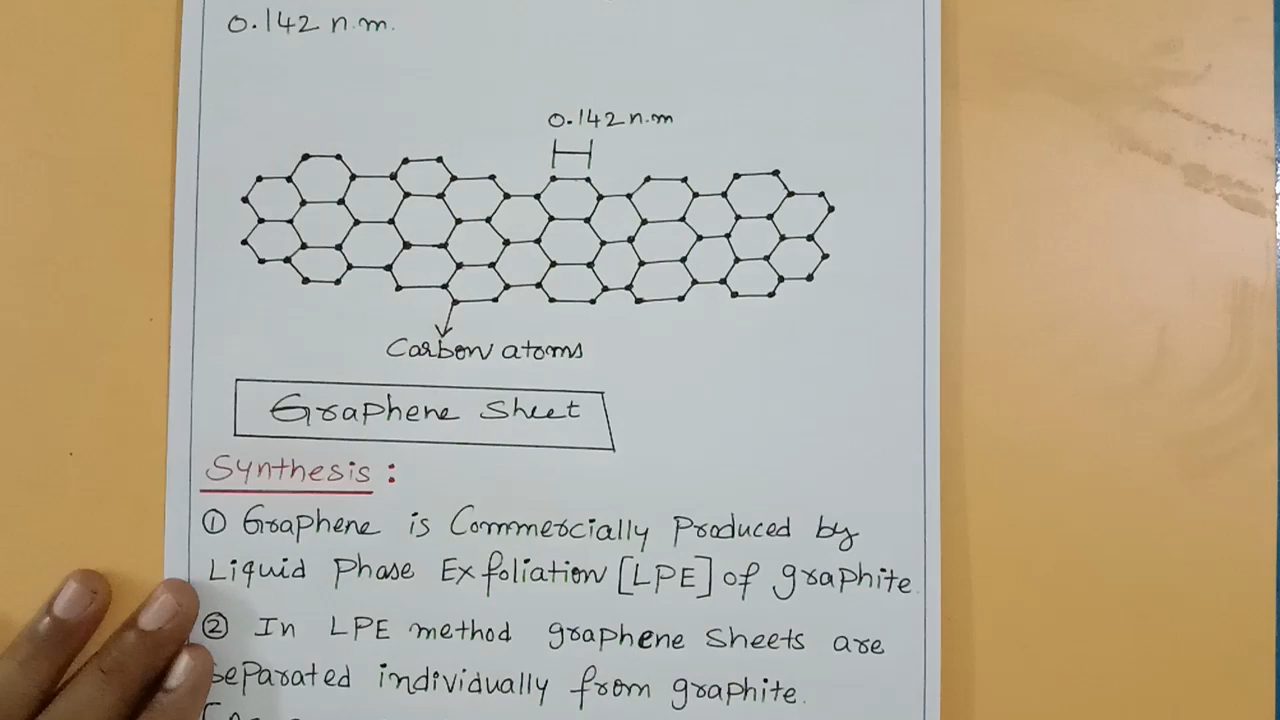 0.142 n.m.
0.142 n.m
Carbon atoms
Graphene Sheet
Synthesis :
① Graphene is Commercially Produced by
Liquid Phase Exfoliation [LPE] of graphite.
② In LPE method graphene sheets are
separated individually from graphite.